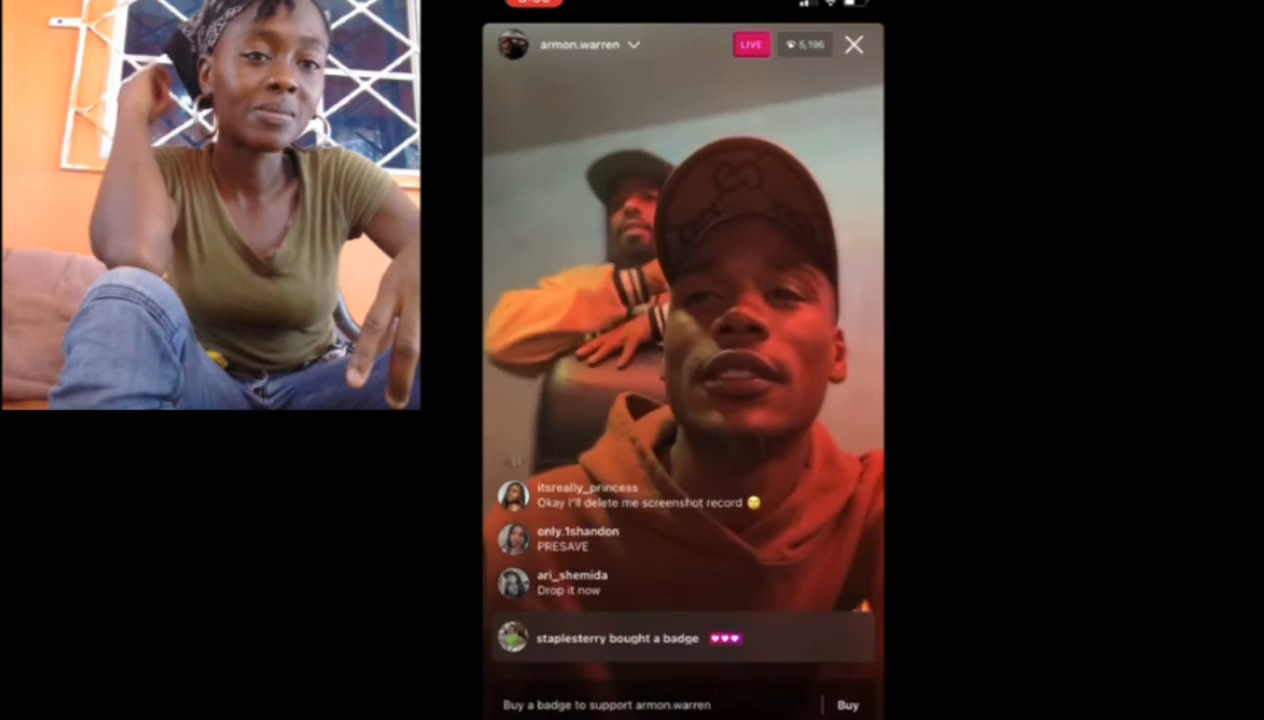 armon.warren
LIVE
5,196
itsreally_princess
Okay I'll delete me screenshot record
only.1shandon
PRESAVE
ari_shemida
Drop it now
staplesterry bought a badge
Buy a badge to support armon.warren
Buy